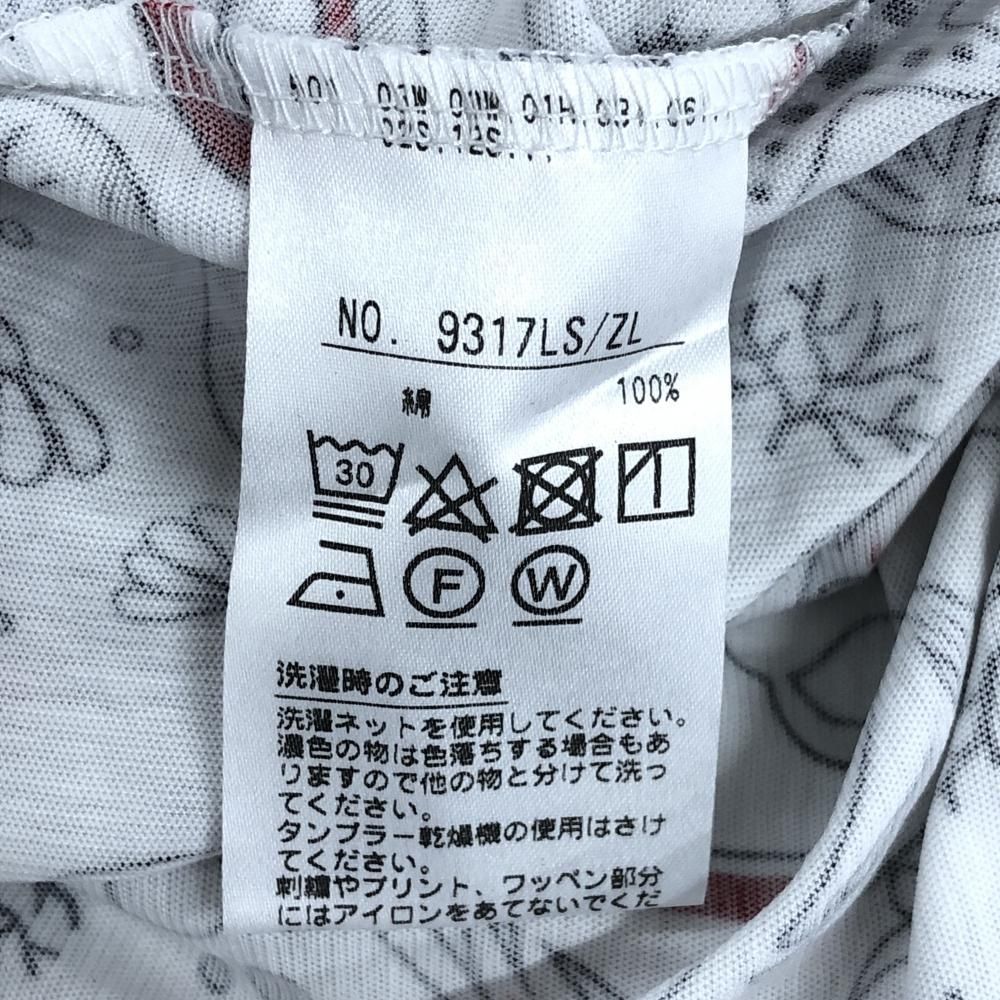 NO. 9317LS/ZL
綿 100%
30
F W
洗濯時のご注意
洗濯ネットを使用してください。
濃色の物は色落ちする場合もあ
りますので他の物と分けて洗っ
てください。
タンブラー乾燥機の使用はさけ
てください。
刺繍やプリント、ワッペン部分
にはアイロンをあてないでくだ